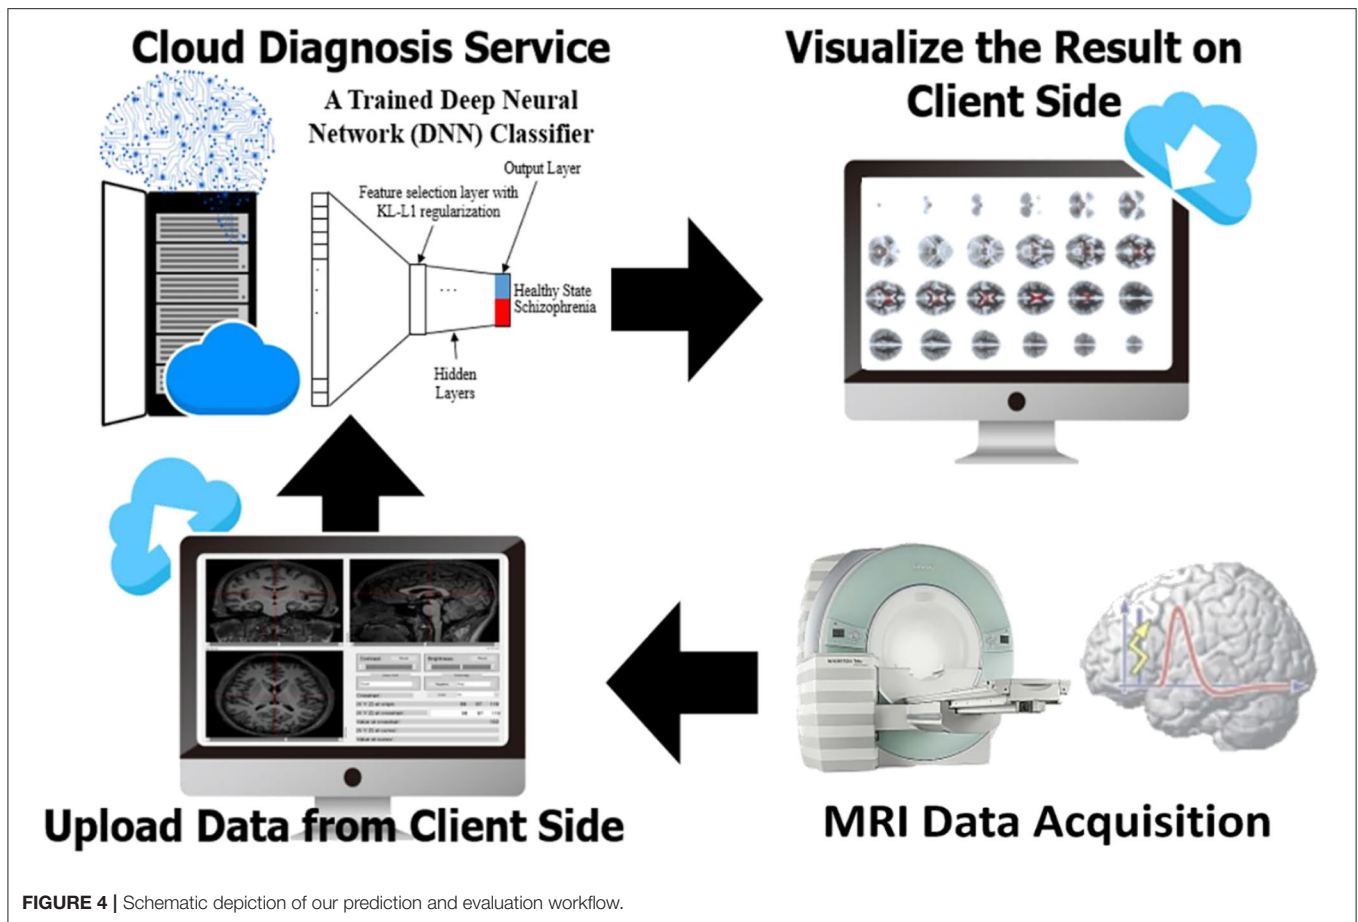 Cloud Diagnosis Service
A Trained Deep Neural
Network (DNN) Classifier
Output Layer
Feature selection layer with
KL-L1 regularization
. . .
Healthy State
Schizophrenia
Hidden
Layers
Visualize the Result on
Client Side
Contrast
Brightness
Upload Data from Client Side
MRI Data Acquisition
FIGURE 4 | Schematic depiction of our prediction and evaluation workflow.